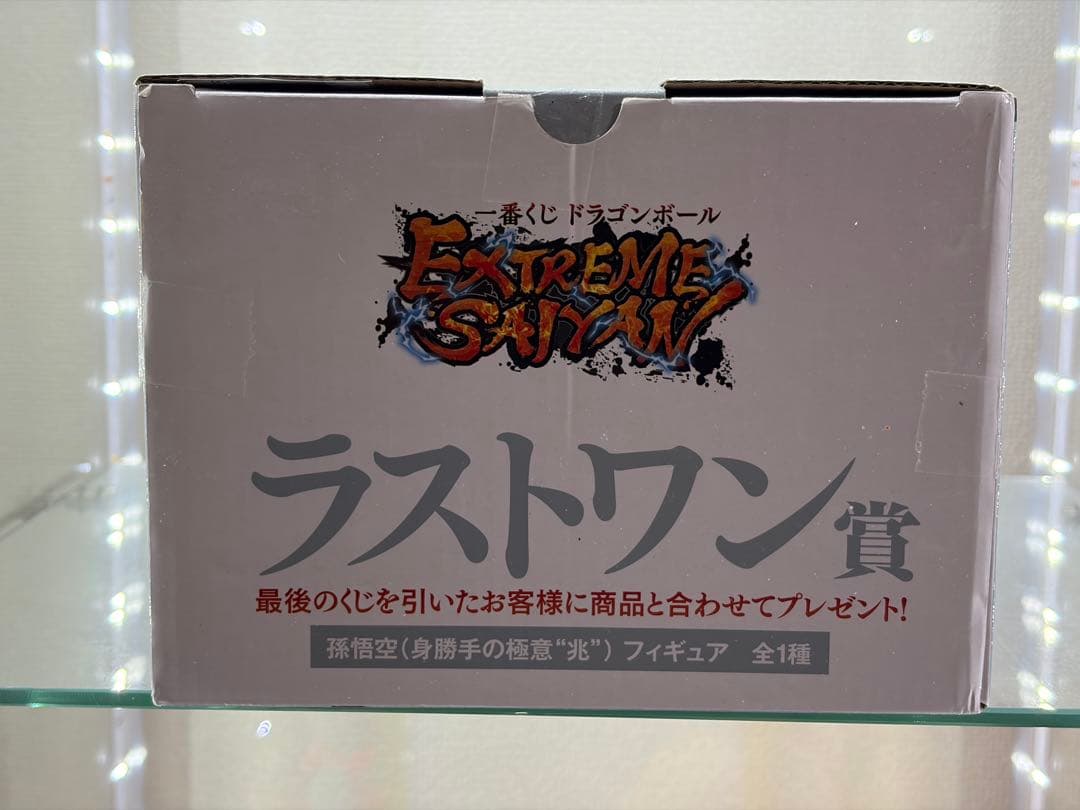 一番くじ ドラゴンボール
EXTREME
SAIYAN
ラストワン賞
最後のくじを引いたお客様に商品と合わせてプレゼント!
孫悟空(身勝手の極意“兆”) フィギュア 全1種